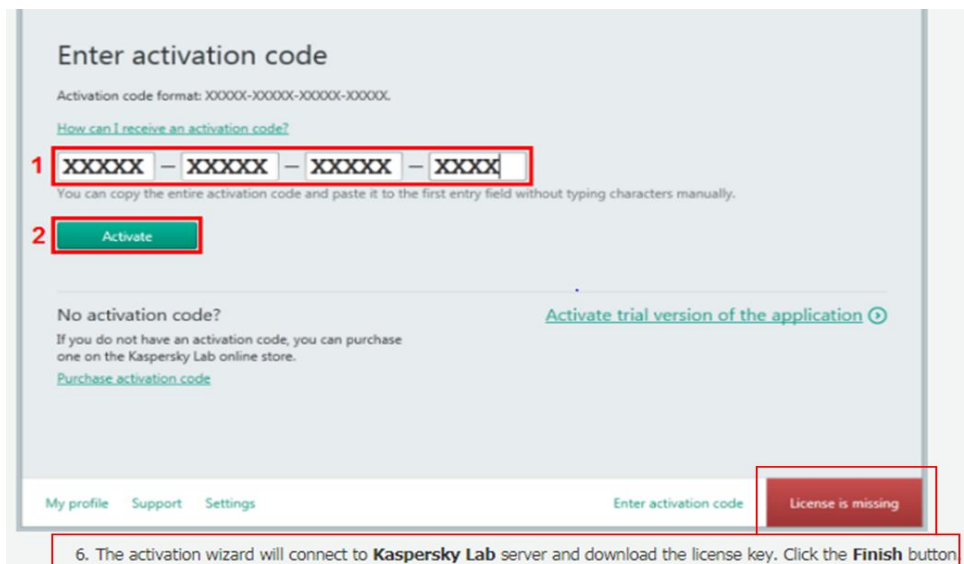 Enter activation code
Activation code format: XXXXX-XXXXX-XXXXX-XXXXX.
How can I receive an activation code?
1 XXXXX – XXXXX – XXXXX – XXXX
You can copy the entire activation code and paste it to the first entry field without typing characters manually.
2 Activate
No activation code?
Activate trial version of the application
If you do not have an activation code, you can purchase
one on the Kaspersky Lab online store.
Purchase activation code
My profile Support Settings Enter activation code License is missing
6. The activation wizard will connect to Kaspersky Lab server and download the license key. Click the Finish button.